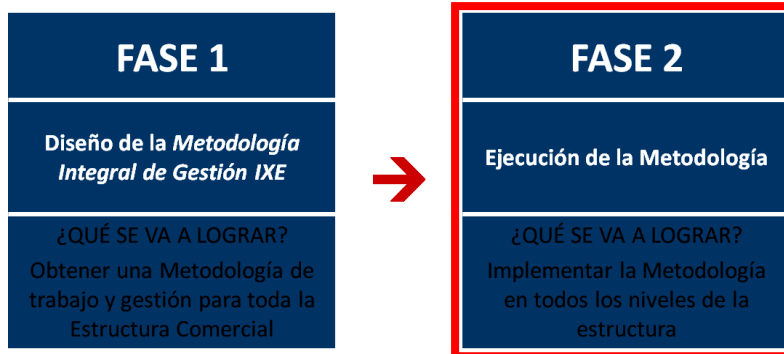 FASE 1
Diseño de la Metodología
Integral de Gestión IXE
¿QUÉ SE VA A LOGRAR?
Obtener una Metodología de
trabajo y gestión para toda la
Estructura Comercial
FASE 2
Ejecución de la Metodología
¿QUÉ SE VA A LOGRAR?
Implementar la Metodología
en todos los niveles de la
estructura